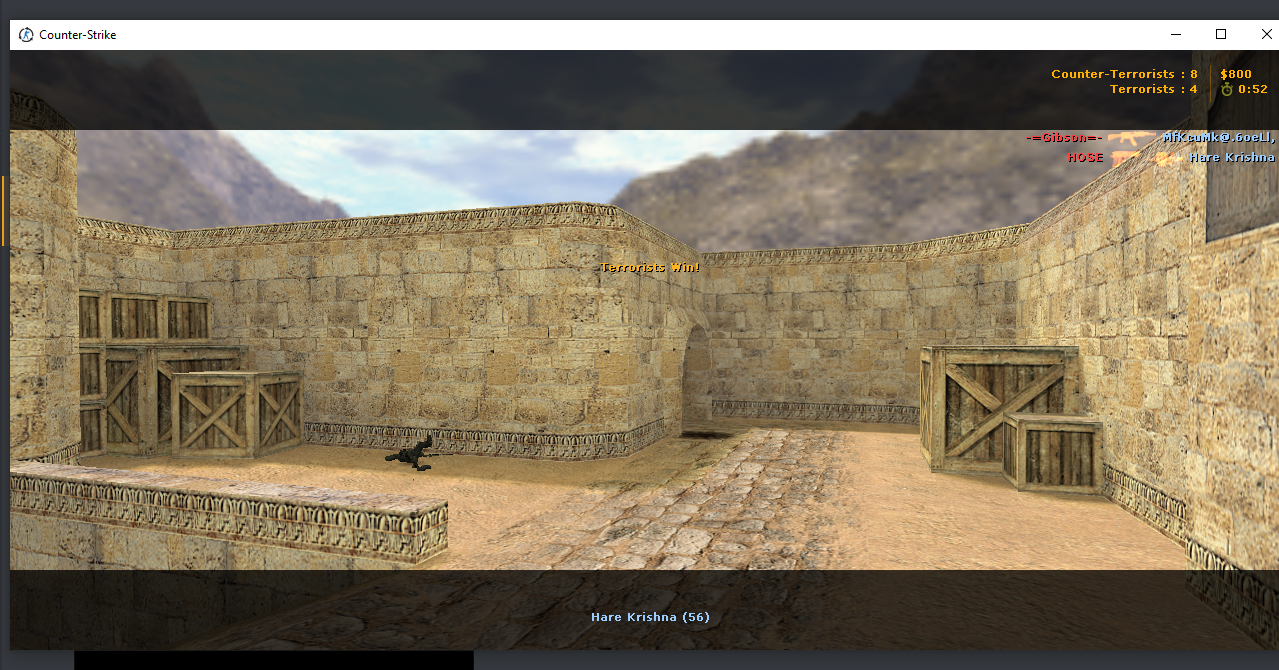 Counter-Strike
Counter-Terrorists : 8 $800
Terrorists : 4 0:52
-=Gibson=-
HOSE Hare Krishna
Terrorists Win!
Hare Krishna (56)